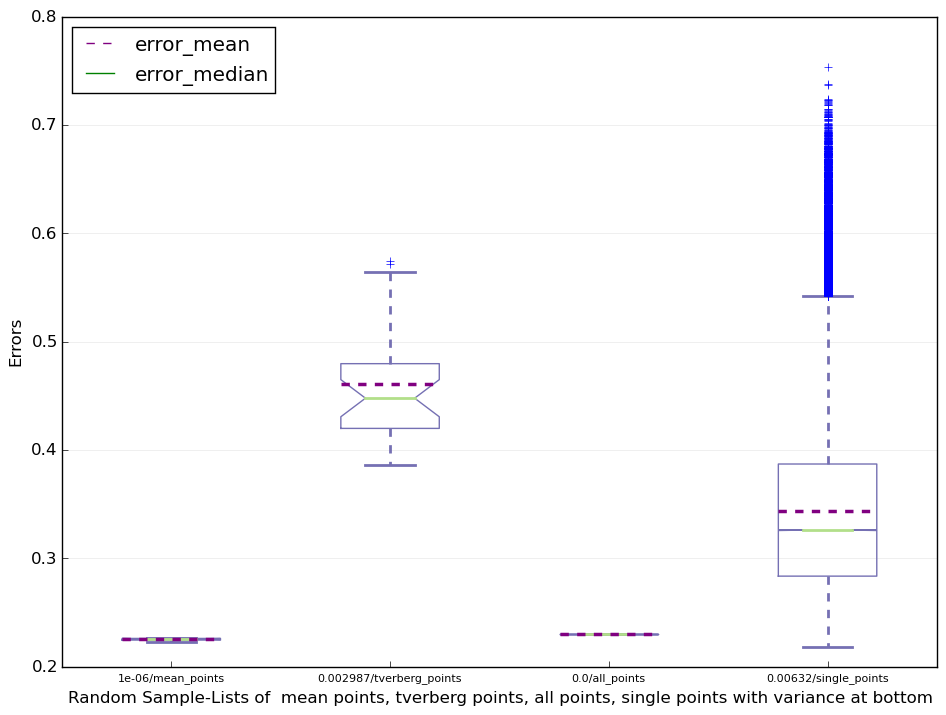 0.8
error_mean
error_median
0.7
0.6
0.5
0.4
0.3
0.2
Errors
1e-06/mean_points 0.002987/tverberg_points 0.0/all_points 0.00632/single_points
Random Sample-Lists of  mean points, tverberg points, all points, single points with variance at bottom